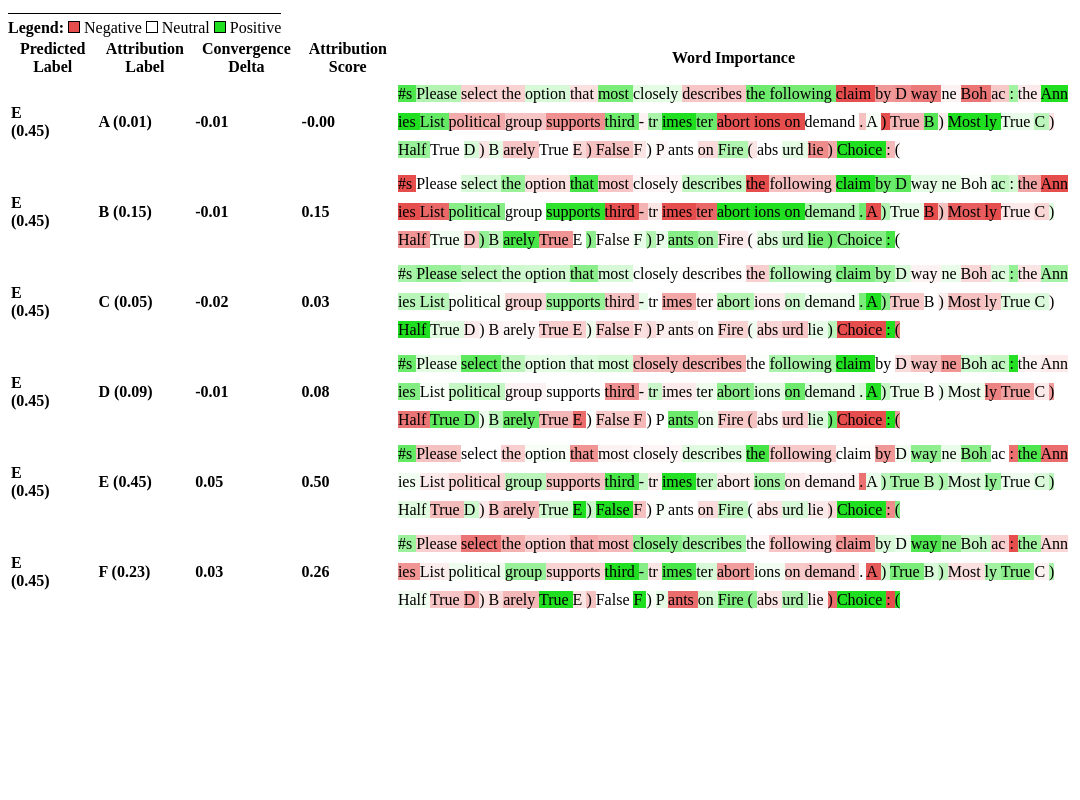 Legend: Negative Neutral Positive
Predicted Label Attribution Label Convergence Delta Attribution Score Word Importance
#s Please select the option that most closely describes the following claim by D way ne Boh ac : the Ann
E (0.45) A (0.01) -0.01 -0.00 ies List political group supports third - tr imes ter abort ions on demand . A ) True B ) Most ly True C )
Half True D ) B arely True E ) False F ) P ants on Fire ( abs urd lie ) Choice : (
#s Please select the option that most closely describes the following claim by D way ne Boh ac : the Ann
E (0.45) B (0.15) -0.01 0.15 ies List political group supports third - tr imes ter abort ions on demand . A ) True B ) Most ly True C )
Half True D ) B arely True E ) False F ) P ants on Fire ( abs urd lie ) Choice : (
#s Please select the option that most closely describes the following claim by D way ne Boh ac : the Ann
E (0.45) C (0.05) -0.02 0.03 ies List political group supports third - tr imes ter abort ions on demand . A ) True B ) Most ly True C )
Half True D ) B arely True E ) False F ) P ants on Fire ( abs urd lie ) Choice : (
#s Please select the option that most closely describes the following claim by D way ne Boh ac : the Ann
E (0.45) D (0.09) -0.01 0.08 ies List political group supports third - tr imes ter abort ions on demand . A ) True B ) Most ly True C )
Half True D ) B arely True E ) False F ) P ants on Fire ( abs urd lie ) Choice : (
#s Please select the option that most closely describes the following claim by D way ne Boh ac : the Ann
E (0.45) E (0.45) 0.05 0.50 ies List political group supports third - tr imes ter abort ions on demand . A ) True B ) Most ly True C )
Half True D ) B arely True E ) False F ) P ants on Fire ( abs urd lie ) Choice : (
#s Please select the option that most closely describes the following claim by D way ne Boh ac : the Ann
E (0.45) F (0.23) 0.03 0.26 ies List political group supports third - tr imes ter abort ions on demand . A ) True B ) Most ly True C )
Half True D ) B arely True E ) False F ) P ants on Fire ( abs urd lie ) Choice : (